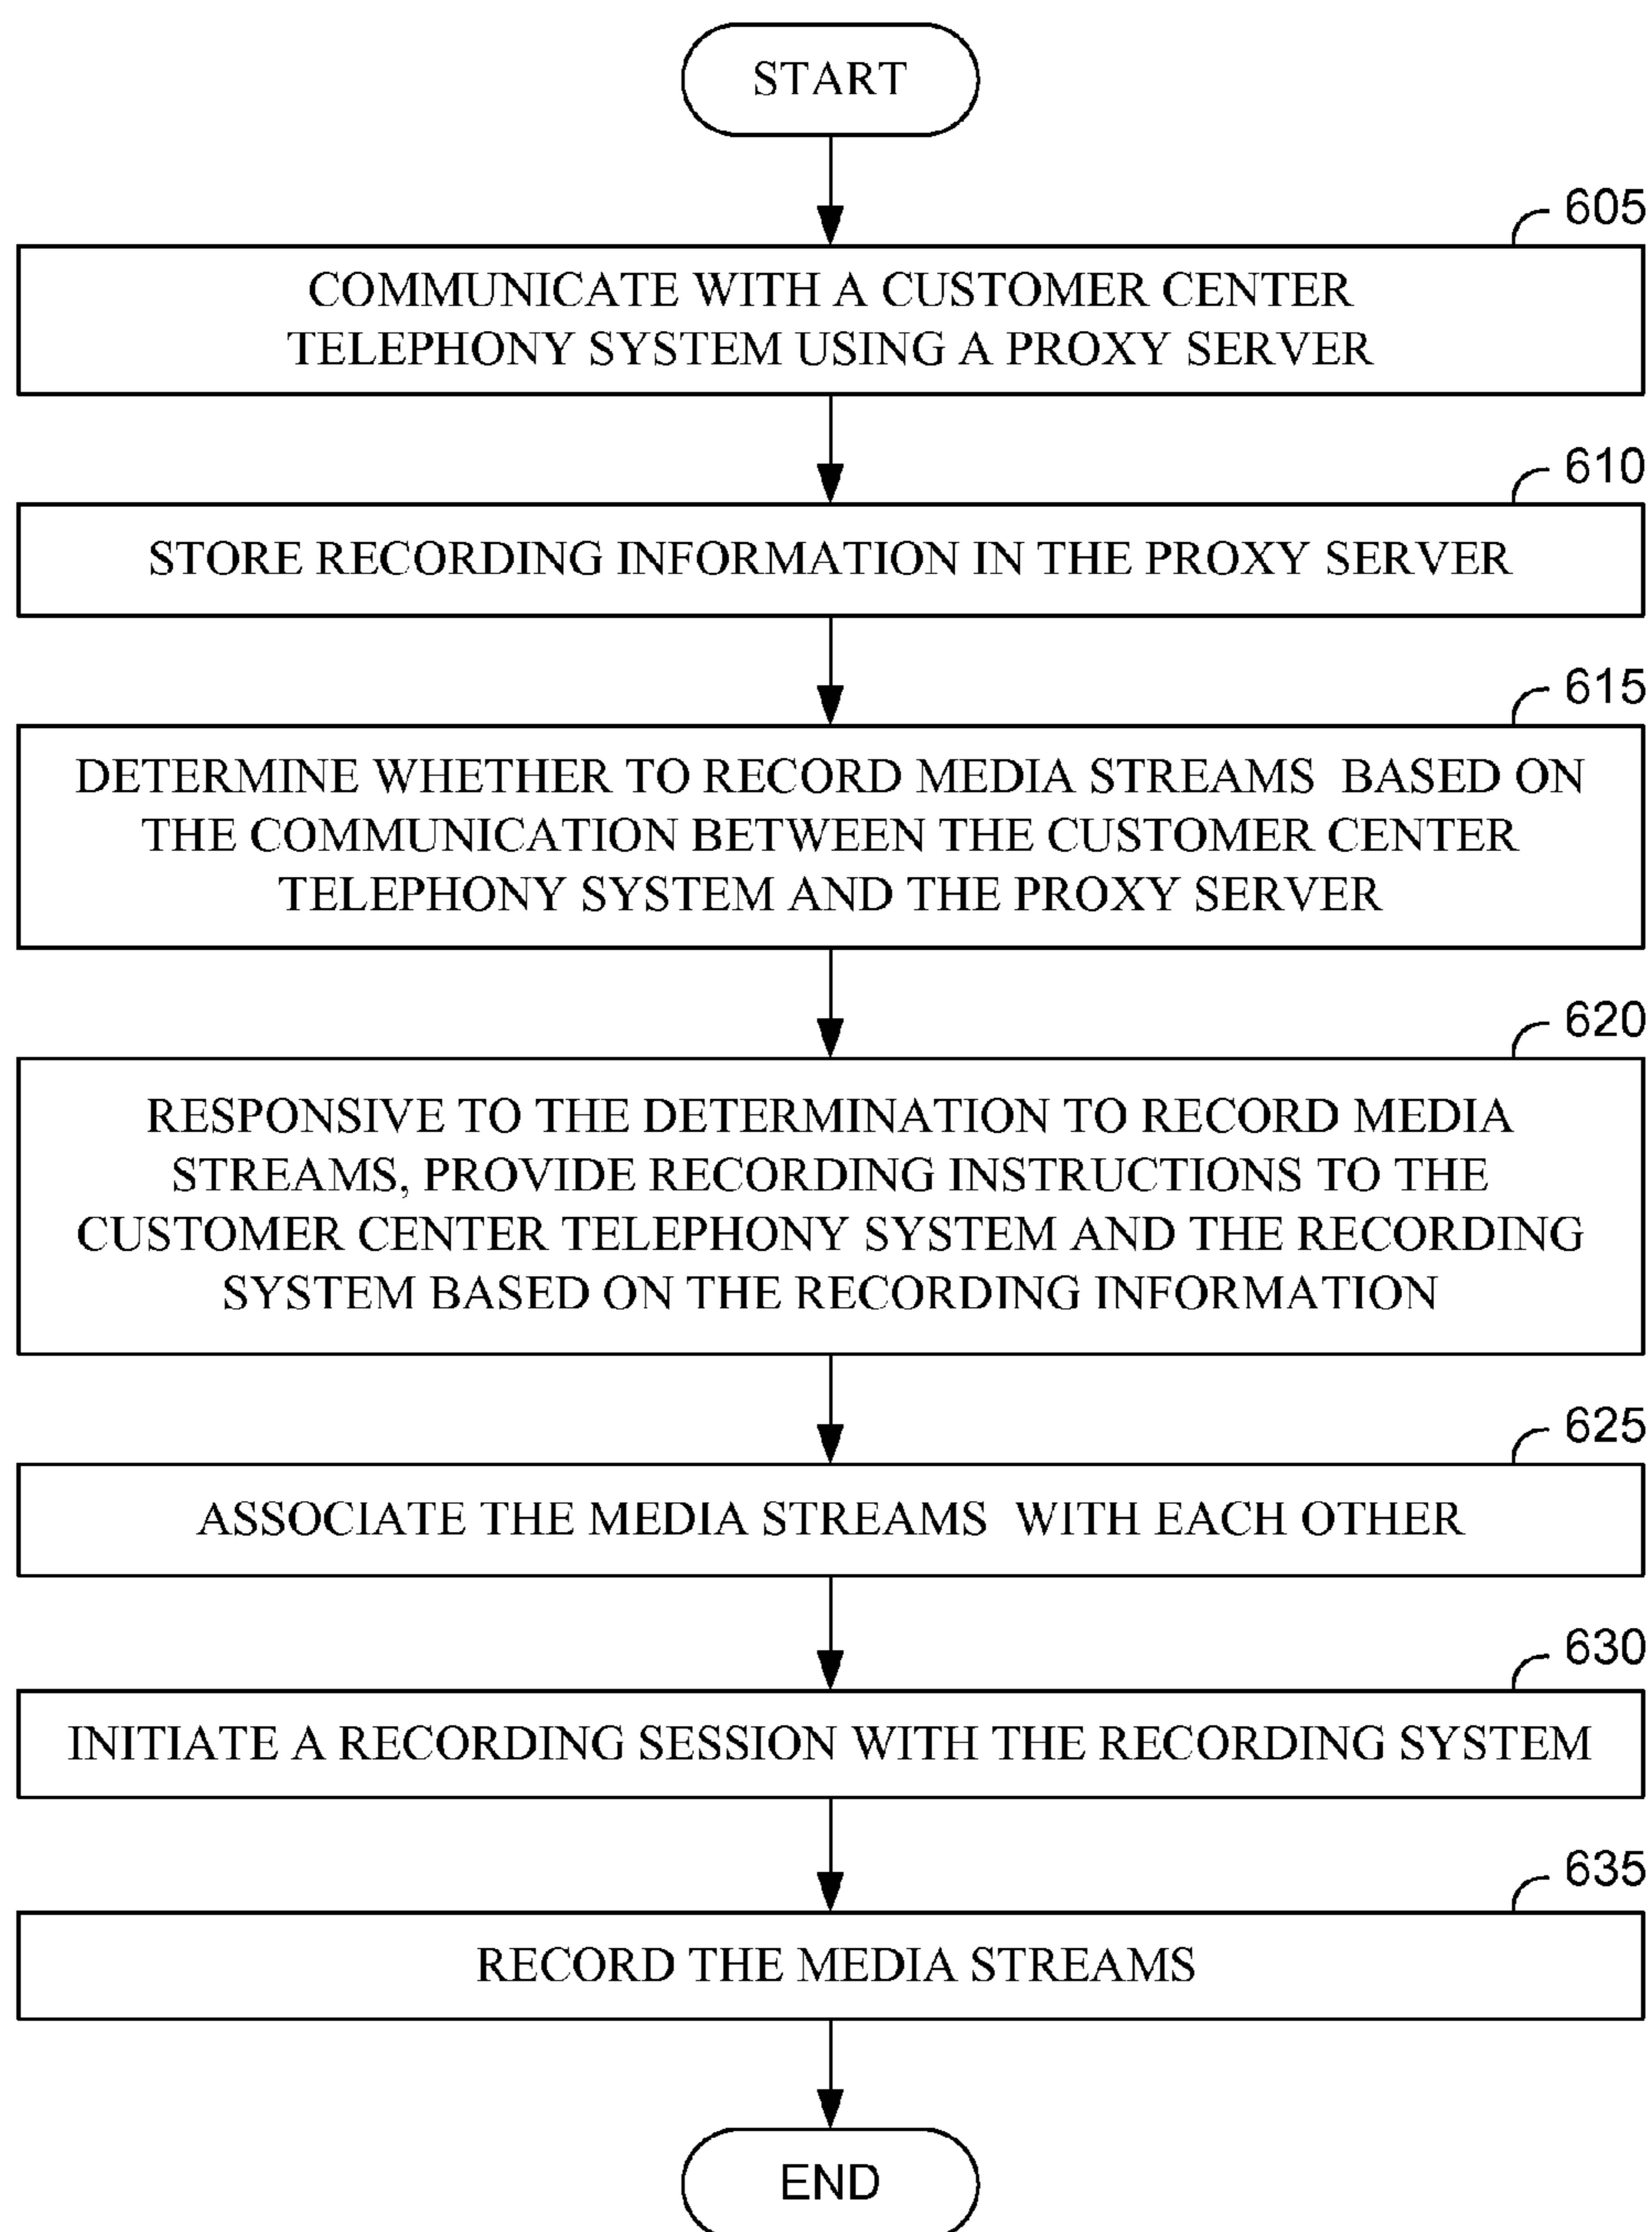 START
605
COMMUNICATE WITH A CUSTOMER CENTER
TELEPHONY SYSTEM USING A PROXY SERVER
610
STORE RECORDING INFORMATION IN THE PROXY SERVER
615
DETERMINE WHETHER TO RECORD MEDIA STREAMS BASED ON
THE COMMUNICATION BETWEEN THE CUSTOMER CENTER
TELEPHONY SYSTEM AND THE PROXY SERVER
620
RESPONSIVE TO THE DETERMINATION TO RECORD MEDIA
STREAMS, PROVIDE RECORDING INSTRUCTIONS TO THE
CUSTOMER CENTER TELEPHONY SYSTEM AND THE RECORDING
SYSTEM BASED ON THE RECORDING INFORMATION
625
ASSOCIATE THE MEDIA STREAMS WITH EACH OTHER
630
INITIATE A RECORDING SESSION WITH THE RECORDING SYSTEM
635
RECORD THE MEDIA STREAMS
END